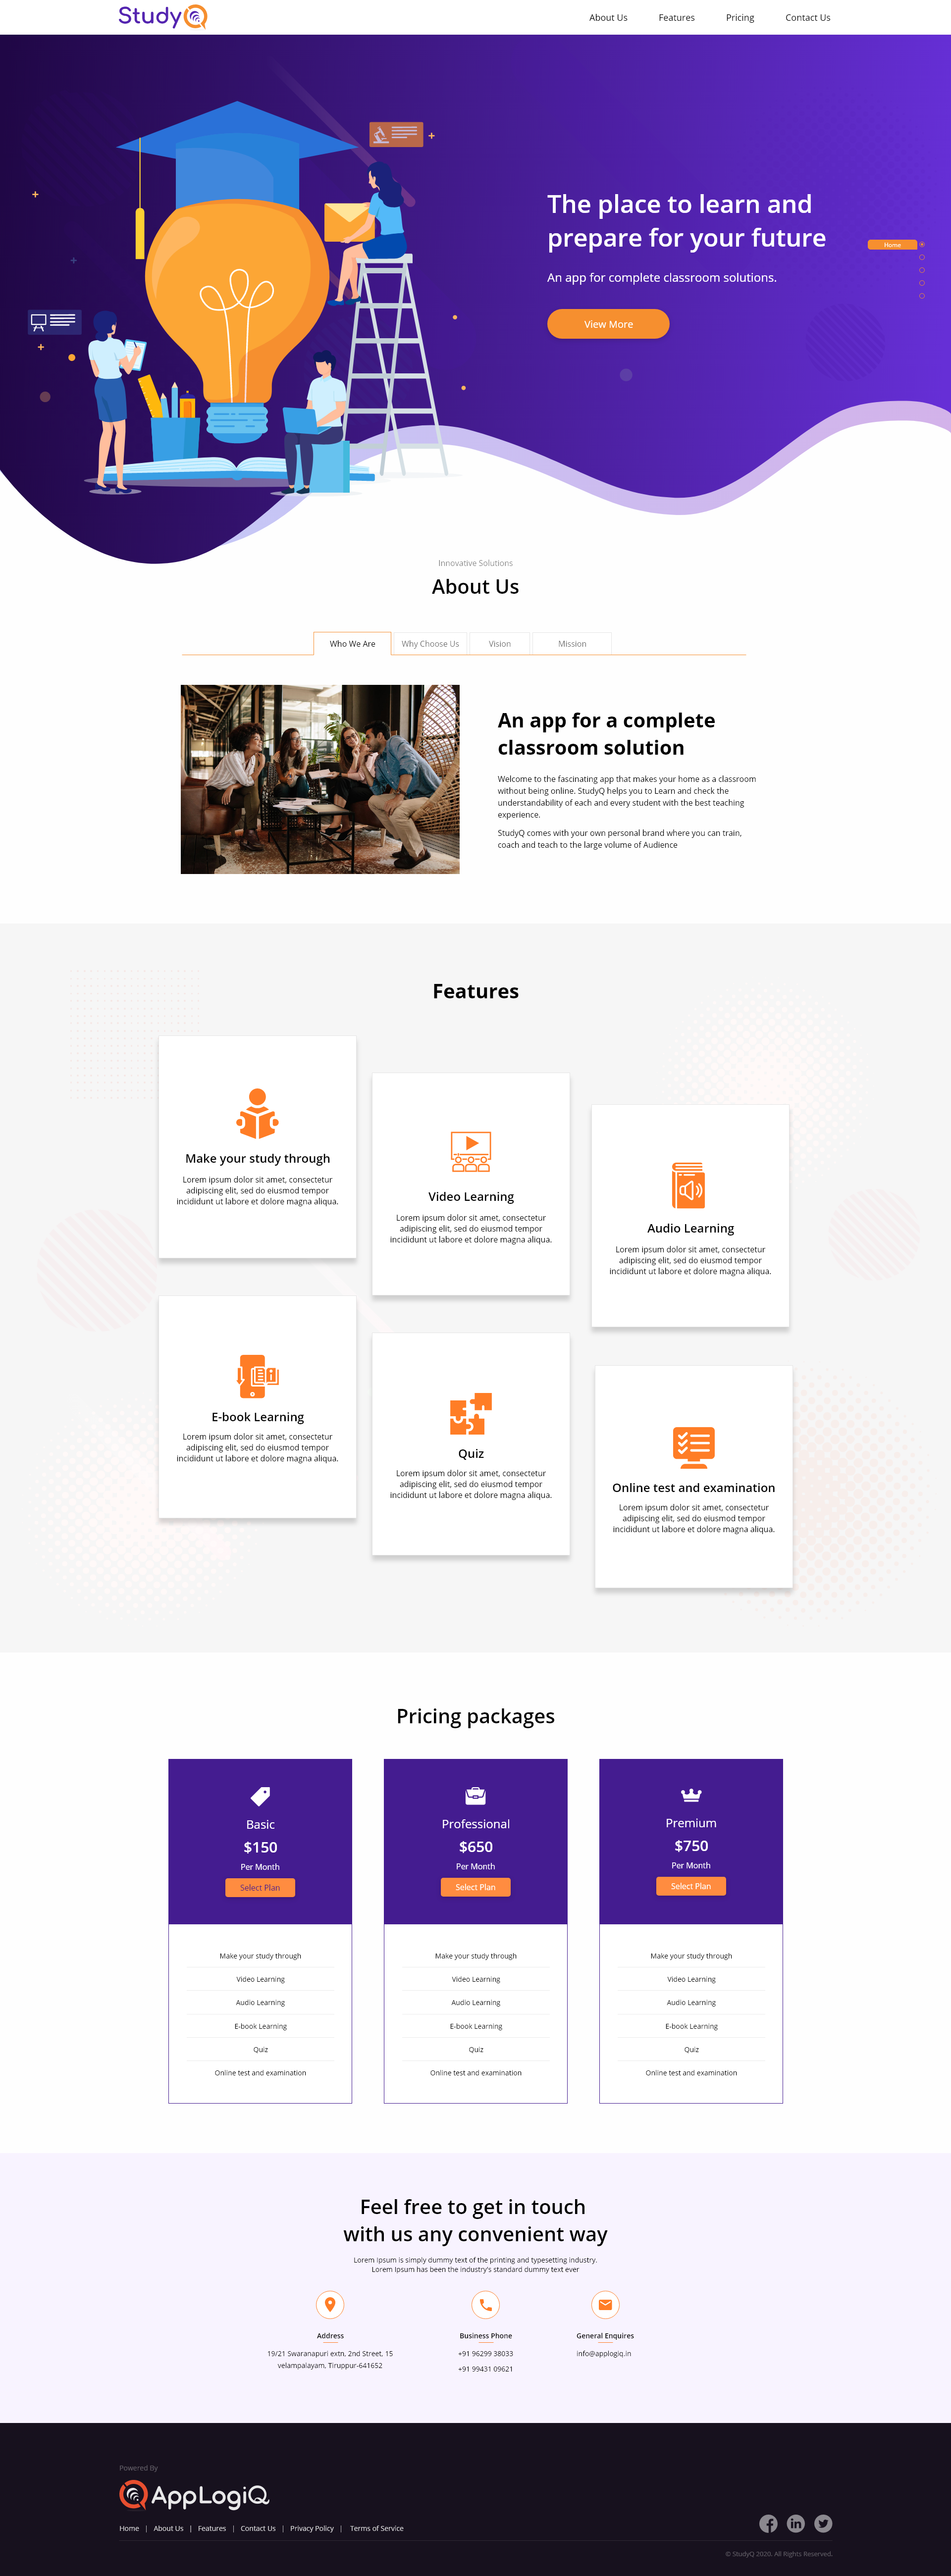 StudyQ
About Us
Features
Pricing
Contact Us
The place to learn and
prepare for your future
Home
An app for complete classroom solutions.
View More
Innovative Solutions
About Us
Who We Are
Why Choose Us
Vision
Mission
An app for a complete
classroom solution
Welcome to the fascinating app that makes your home as a classroom
without being online. StudyQ helps you to Learn and check the
understandability of each and every student with the best teaching
experience.
StudyQ comes with your own personal brand where you can train,
coach and teach to the large volume of Audience
Features
Make your study through
Lorem ipsum dolor sit amet, consectetur
adipiscing elit, sed do eiusmod tempor
incididunt ut labore et dolore magna aliqua.
Video Learning
Lorem ipsum dolor sit amet, consectetur
adipiscing elit, sed do eiusmod tempor
incididunt ut labore et dolore magna aliqua.
Audio Learning
Lorem ipsum dolor sit amet, consectetur
adipiscing elit, sed do eiusmod tempor
incididunt ut labore et dolore magna aliqua.
E-book Learning
Lorem ipsum dolor sit amet, consectetur
adipiscing elit, sed do eiusmod tempor
incididunt ut labore et dolore magna aliqua.
Quiz
Lorem ipsum dolor sit amet, consectetur
adipiscing elit, sed do eiusmod tempor
incididunt ut labore et dolore magna aliqua.
Online test and examination
Lorem ipsum dolor sit amet, consectetur
adipiscing elit, sed do eiusmod tempor
incididunt ut labore et dolore magna aliqua.
Pricing packages
Basic
$150
Per Month
Select Plan
Make your study through
Video Learning
Audio Learning
E-book Learning
Quiz
Online test and examination
Professional
$650
Per Month
Select Plan
Make your study through
Video Learning
Audio Learning
E-book Learning
Quiz
Online test and examination
Premium
$750
Per Month
Select Plan
Make your study through
Video Learning
Audio Learning
E-book Learning
Quiz
Online test and examination
Feel free to get in touch
with us any convenient way
Lorem Ipsum is simply dummy text of the printing and typesetting industry.
Lorem Ipsum has been the industry's standard dummy text ever
Address
19/21 Swaranapuri extn, 2nd Street, 15
velampalayam, Tiruppur-641652
Business Phone
+91 96299 38033
+91 99431 09621
General Enquires
info@applogiq.in
Powered By
AppLogiQ
Home | About Us | Features | Contact Us | Privacy Policy | Terms of Service
© StudyQ 2020. All Rights Reserved.